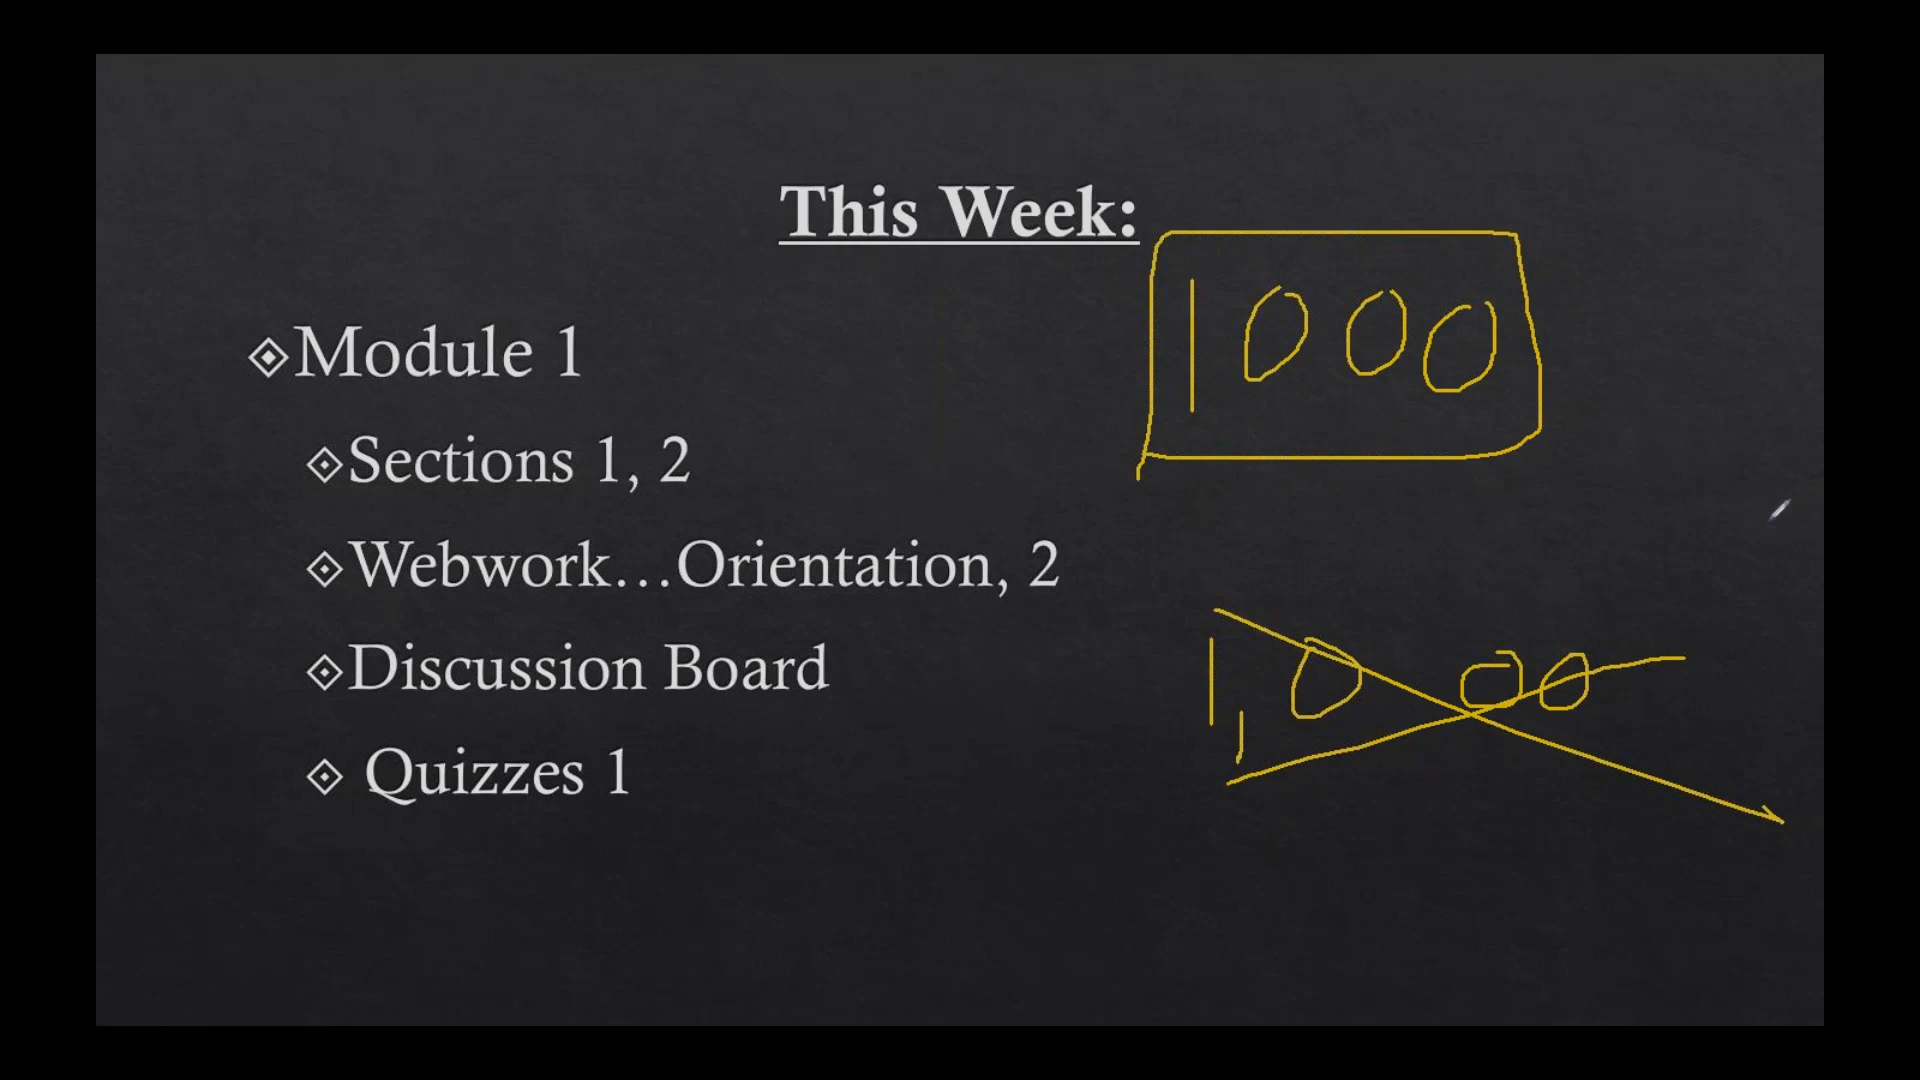 This Week:
1000
Module 1
Sections 1, 2
Webwork…Orientation, 2
Discussion Board
1,000
Quizzes 1